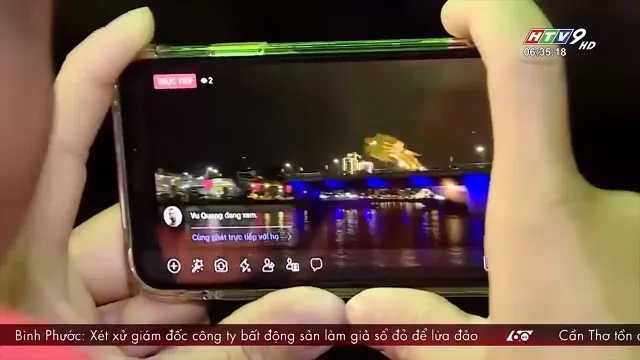 HTV9 HD
06:35:18
TRỰC TIẾP 2
Vu Quang đang xem.
Cùng phát trực tiếp với họ
Bình Phước: Xét xử giám đốc công ty bất động sản làm giả sổ đỏ để lừa đảo 60 Cần Thơ tồn